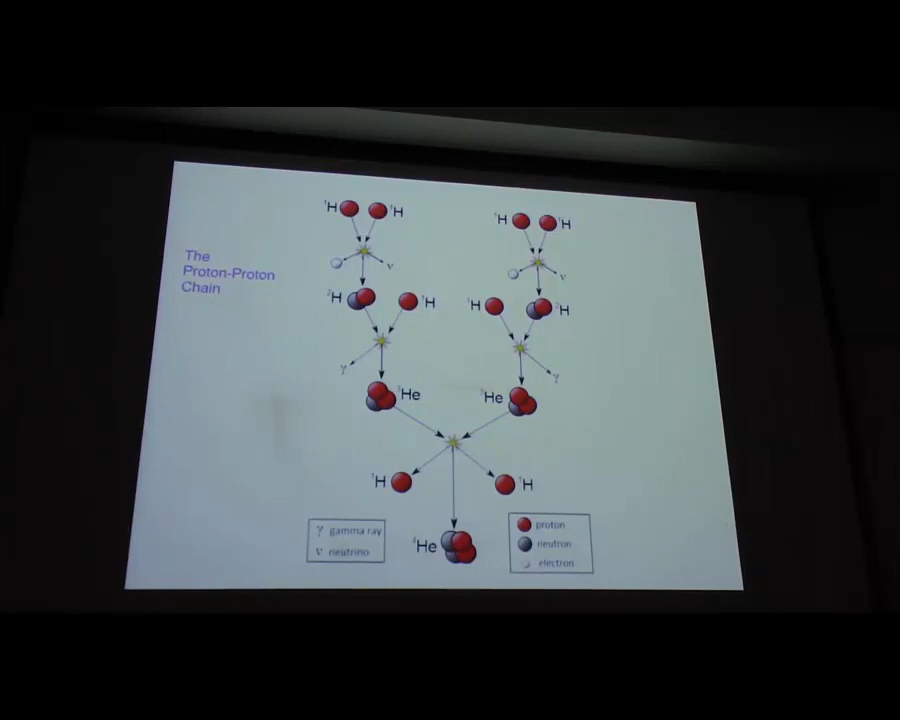 The
Proton-Proton
Chain
¹H ¹H
¹H ¹H
ν
ν
²H ¹H
¹H ²H
γ
γ
³He
³He
¹H ¹H
⁴He
γ gamma ray
ν neutrino
proton
neutron
electron